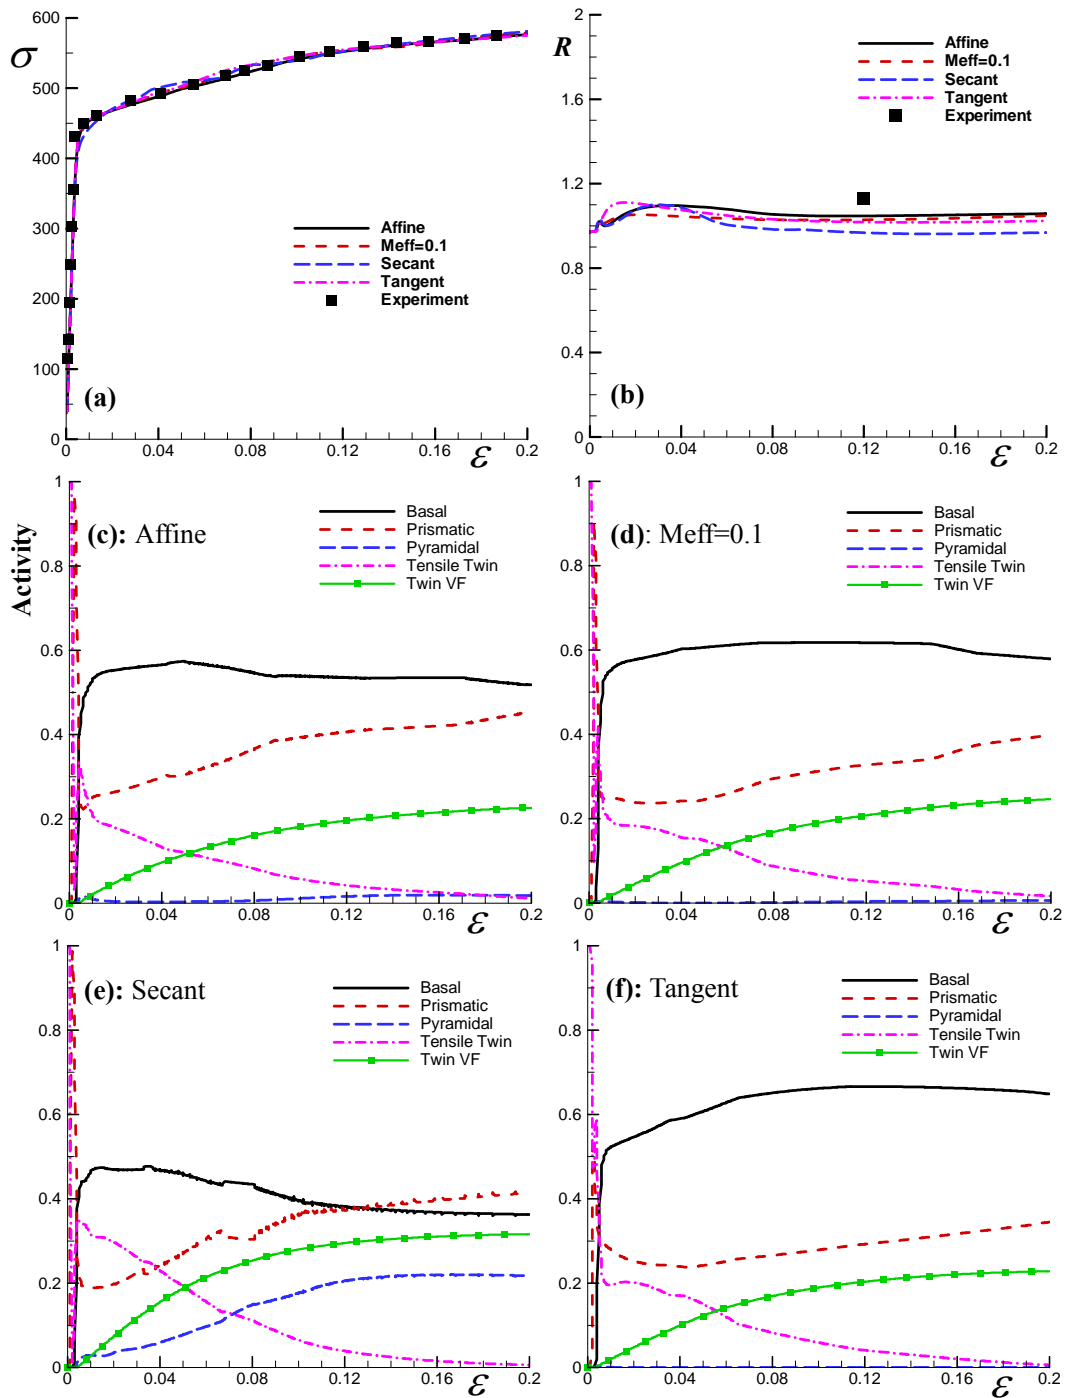 600
σ
500
400
300
200
100
0
Affine
Meff=0.1
Secant
Tangent
Experiment
(a)
0
0.04
0.08
0.12
0.16
0.2
ε
2
R
1.6
1.2
0.8
0.4
0
Affine
Meff=0.1
Secant
Tangent
Experiment
(b)
0
0.04
0.08
0.12
0.16
0.2
ε
1
Activity
0.8
0.6
0.4
0.2
0
(c): Affine
Basal
Prismatic
Pyramidal
Tensile Twin
Twin VF
0
0.04
0.08
0.12
0.16
0.2
ε
1
0.8
0.6
0.4
0.2
0
(d): Meff=0.1
Basal
Prismatic
Pyramidal
Tensile Twin
Twin VF
0
0.04
0.08
0.12
0.16
0.2
ε
1
0.8
0.6
0.4
0.2
0
(e): Secant
Basal
Prismatic
Pyramidal
Tensile Twin
Twin VF
0
0.04
0.08
0.12
0.16
0.2
ε
1
0.8
0.6
0.4
0.2
0
(f): Tangent
Basal
Prismatic
Pyramidal
Tensile Twin
Twin VF
0
0.04
0.08
0.12
0.16
0.2
ε